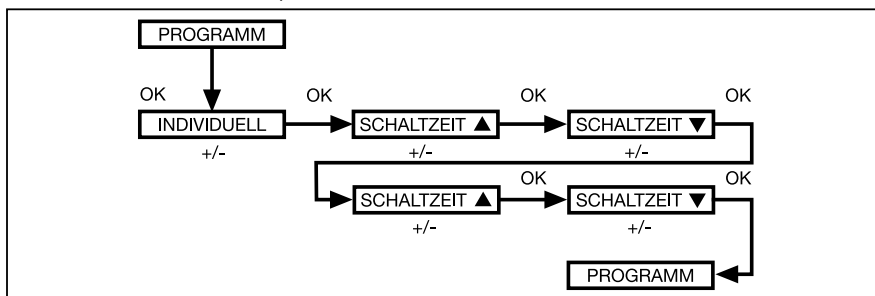 PROGRAMM
OK OK OK OK
INDIVIDUELL SCHALTZEIT ▲ SCHALTZEIT ▼
+/- +/- +/-
OK OK
SCHALTZEIT ▲ SCHALTZEIT ▼
+/- +/-
PROGRAMM